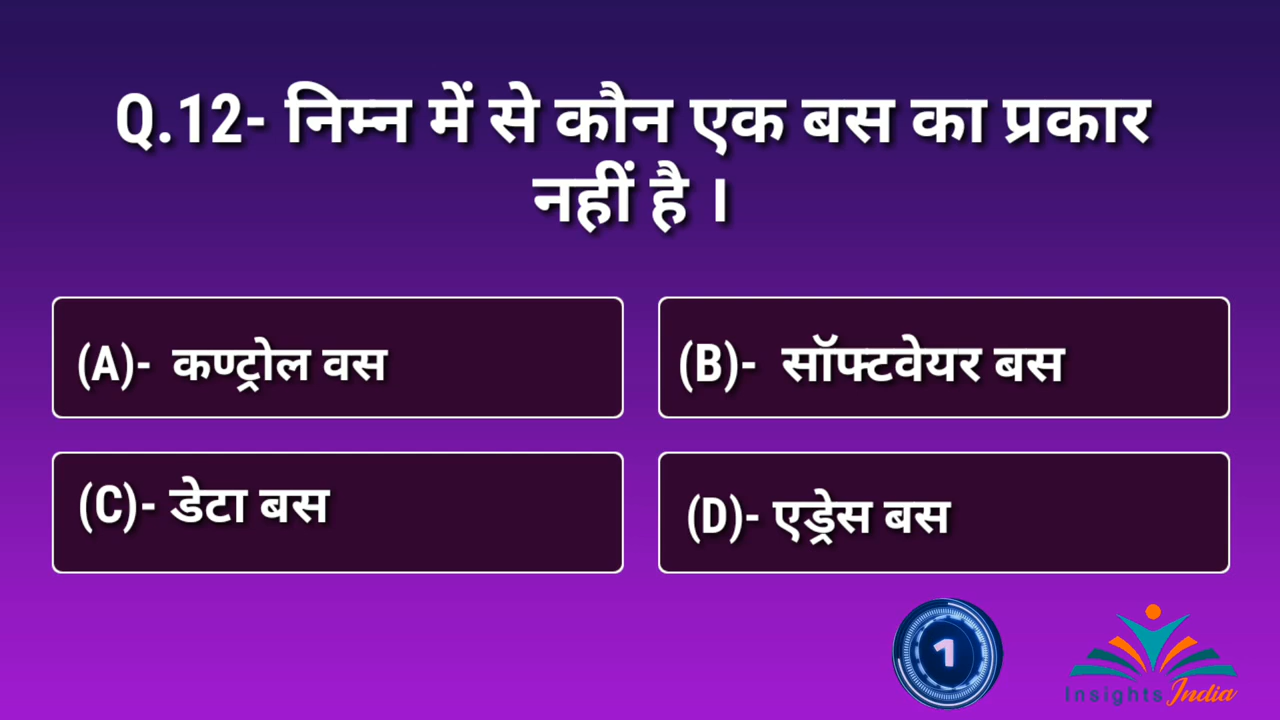 Q.12- निम्न में से कौन एक बस का प्रकार
नहीं है ।
(A)- कण्ट्रोल वस
(B)- सॉफ्टवेयर बस
(C)- डेटा बस
(D)- एड्रेस बस
1
Insights India